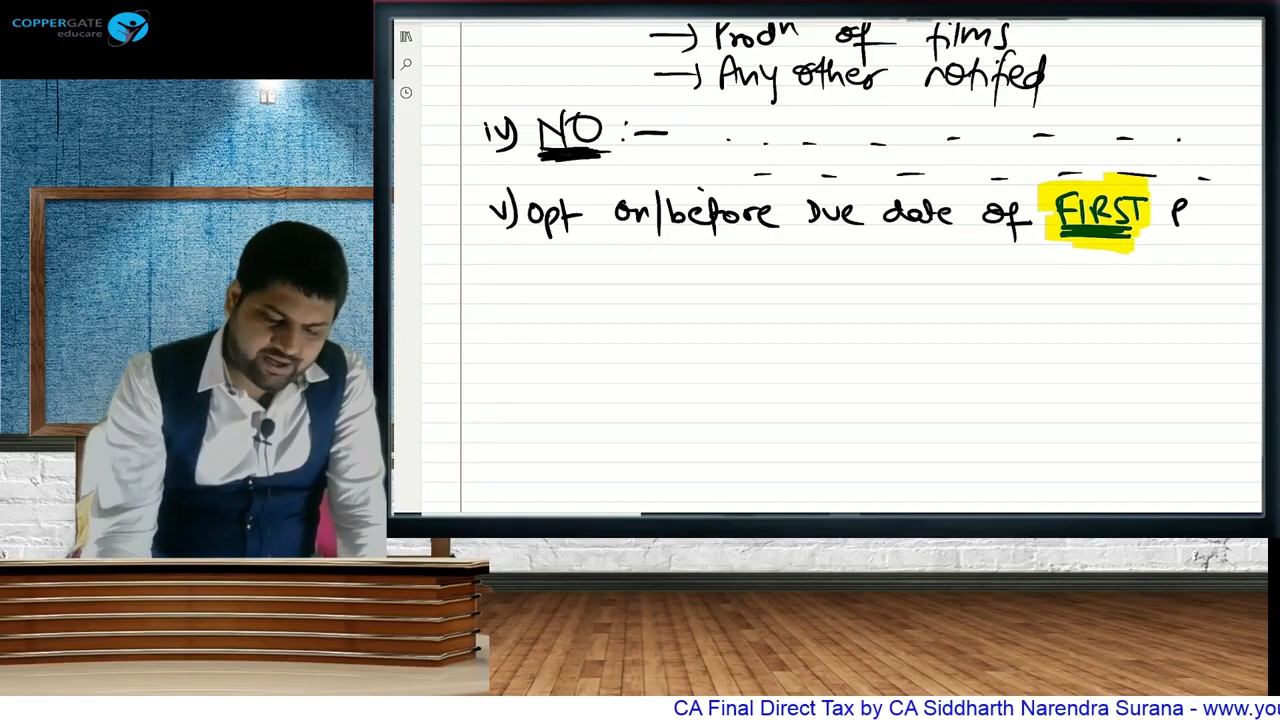 COPPERGATE
educare
→ Prodn of films
→ Any other notified
iv) NO :-
v) opt on/before Due date of FIRST P
CA Final Direct Tax by CA Siddharth Narendra Surana - www.you